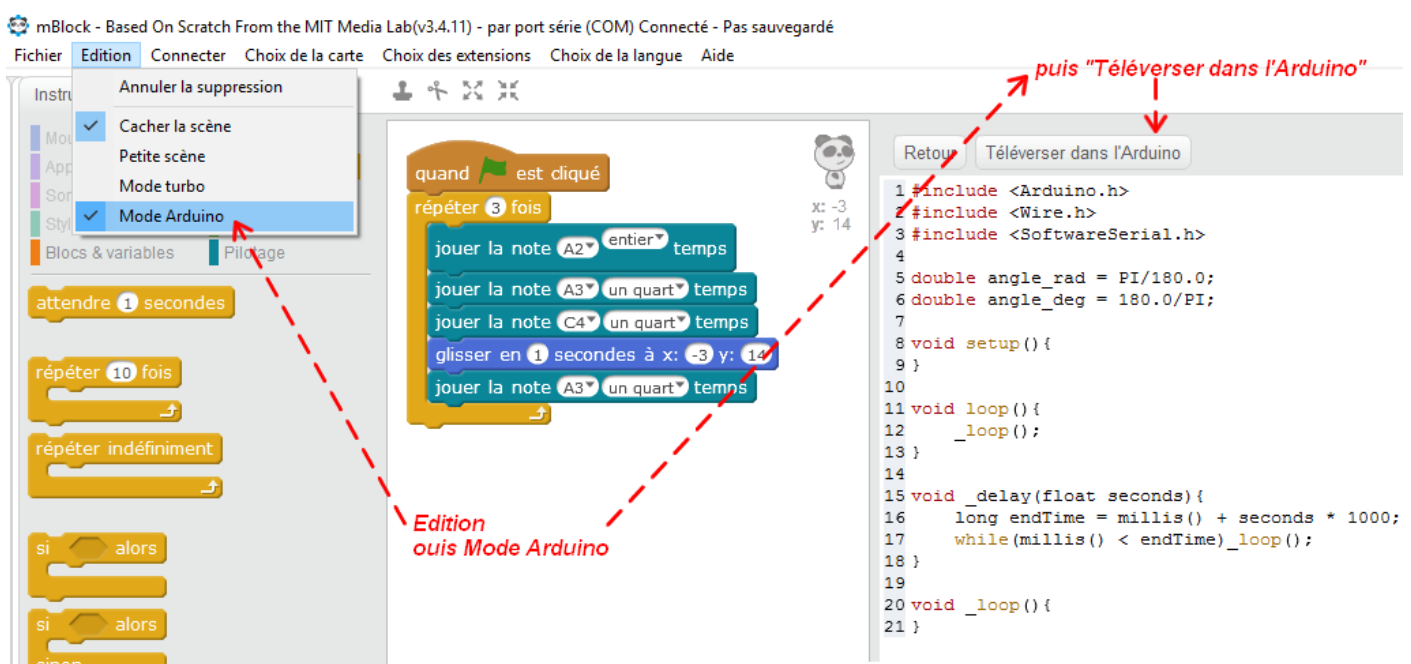 mBlock - Based On Scratch From the MIT Media Lab(v3.4.11) - par port série (COM) Connecté - Pas sauvegardé
Fichier Edition Connecter Choix de la carte Choix des extensions Choix de la langue Aide
Annuler la suppression
Cacher la scène
Petite scène
Mode turbo
Mode Arduino
Instru
Mou
App
Son
Styl
Blocs & variables Pilotage
attendre 1 secondes
répéter 10 fois
répéter indéfiniment
si alors
si alors
sinon
quand est cliqué
répéter 3 fois
jouer la note A2 entier temps
jouer la note A3 un quart temps
jouer la note C4 un quart temps
glisser en 1 secondes à x: -3 y: 14
jouer la note A3 un quart temps
x: -3
y: 14
Edition
ouis Mode Arduino
puis "Téléverser dans l'Arduino"
Retour Téléverser dans l'Arduino
1 #include <Arduino.h>
2 #include <Wire.h>
3 #include <SoftwareSerial.h>
4
5 double angle_rad = PI/180.0;
6 double angle_deg = 180.0/PI;
7
8 void setup(){
9 }
10
11 void loop(){
12 _loop();
13 }
14
15 void _delay(float seconds){
16 long endTime = millis() + seconds * 1000;
17 while(millis() < endTime)_loop();
18 }
19
20 void _loop(){
21 }